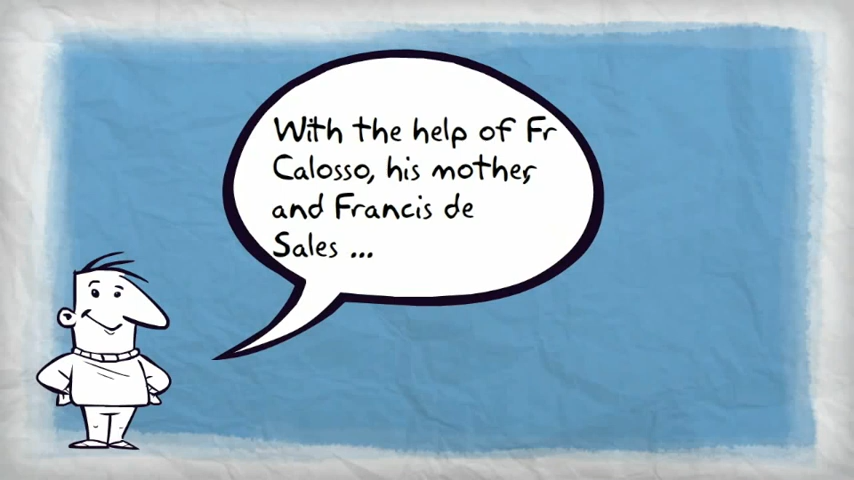 With the help of Fr
Calosso, his mother,
and Francis de
Sales ...